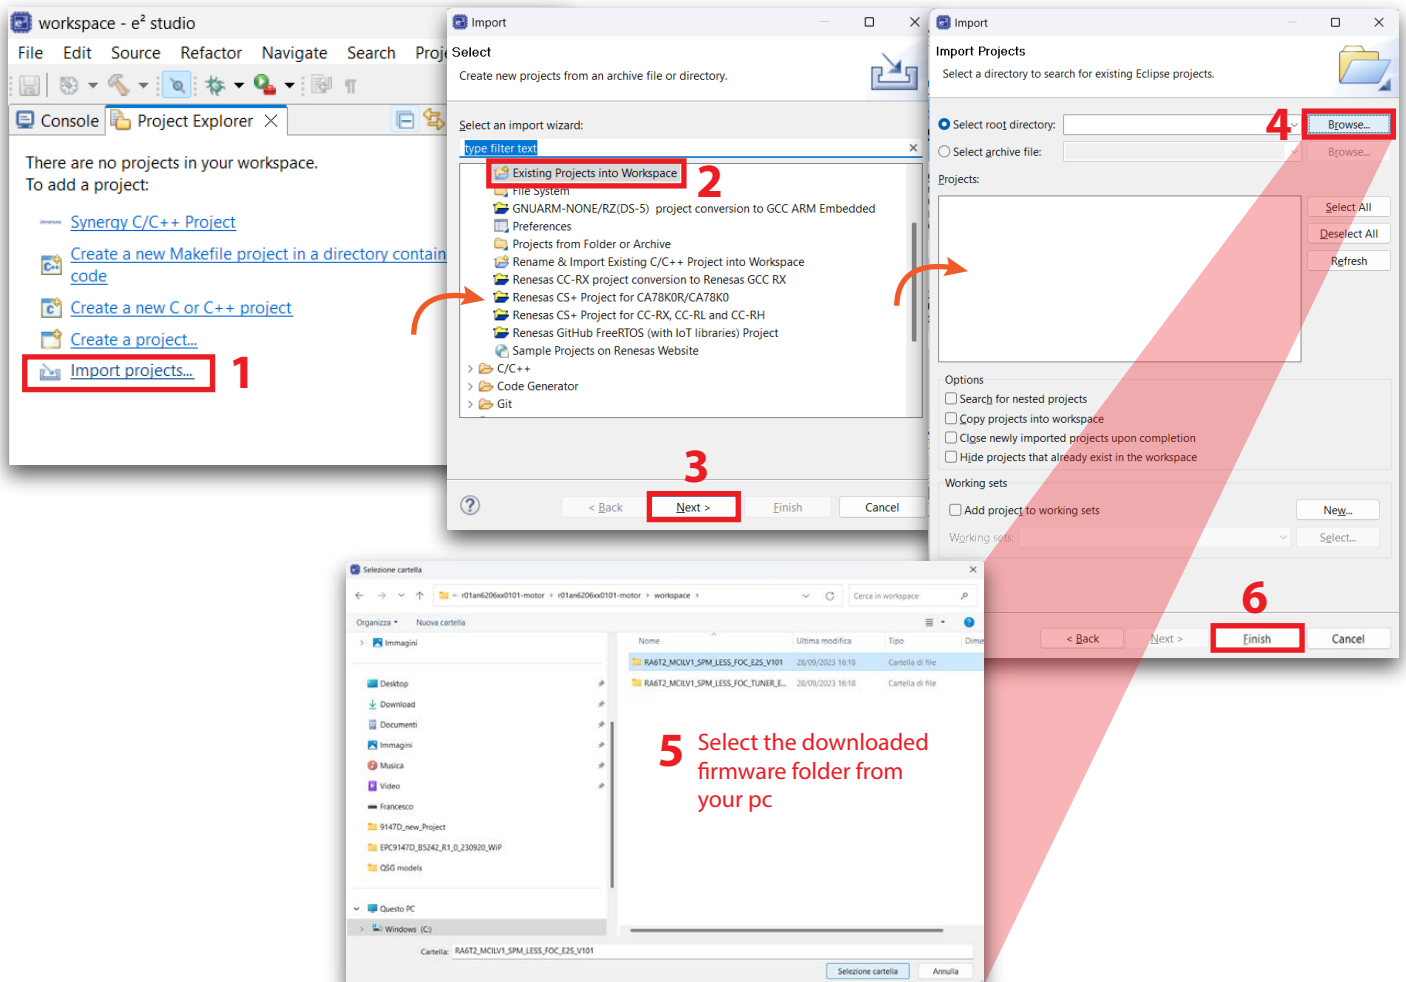 workspace - e² studio
File Edit Source Refactor Navigate Search Proje
Console Project Explorer
There are no projects in your workspace.
To add a project:
Synergy C/C++ Project
Create a new Makefile project in a directory contain
code
Create a new C or C++ project
Create a project...
Import projects...
1
Import
Select
Create new projects from an archive file or directory.
Select an import wizard:
type filter text
Existing Projects into Workspace
2
File System
GNUARM-NONE/RZ(DS-5) project conversion to GCC ARM Embedded
Preferences
Projects from Folder or Archive
Rename & Import Existing C/C++ Project into Workspace
Renesas CC-RX project conversion to Renesas GCC RX
Renesas CS+ Project for CA78K0R/CA78K0
Renesas CS+ Project for CC-RX, CC-RL and CC-RH
Renesas GitHub FreeRTOS (with IoT libraries) Project
Sample Projects on Renesas Website
C/C++
Code Generator
Git
3
< Back Next > Finish Cancel
Import
Import Projects
Select a directory to search for existing Eclipse projects.
Select root directory:
4
Browse...
Select archive file:
Browse...
Projects:
Select All
Deselect All
Refresh
Options
Search for nested projects
Copy projects into workspace
Close newly imported projects upon completion
Hide projects that already exist in the workspace
Working sets
Add project to working sets
New...
Working sets:
Select...
6
< Back Next > Finish Cancel
Selezione cartella
« r01an6206xx0101-motor > r01an6206xx0101-motor > workspace >
Cerca in workspace
Organizza Nuova cartella
Immagini
Desktop
Download
Documenti
Immagini
Musica
Video
Francesco
9147D_new_Project
EPC9147D_B5242_R1_0_230920_WiP
QSG models
Questo PC
Windows (C:)
Nome Ultima modifica Tipo Dime
RA6T2_MCILV1_SPM_LESS_FOC_E2S_V101 28/09/2023 16:18 Cartella di file
RA6T2_MCILV1_SPM_LESS_FOC_TUNER_E... 28/09/2023 16:18 Cartella di file
5
Select the downloaded
firmware folder from
your pc
Cartella: RA6T2_MCILV1_SPM_LESS_FOC_E2S_V101
Selezione cartella Annulla